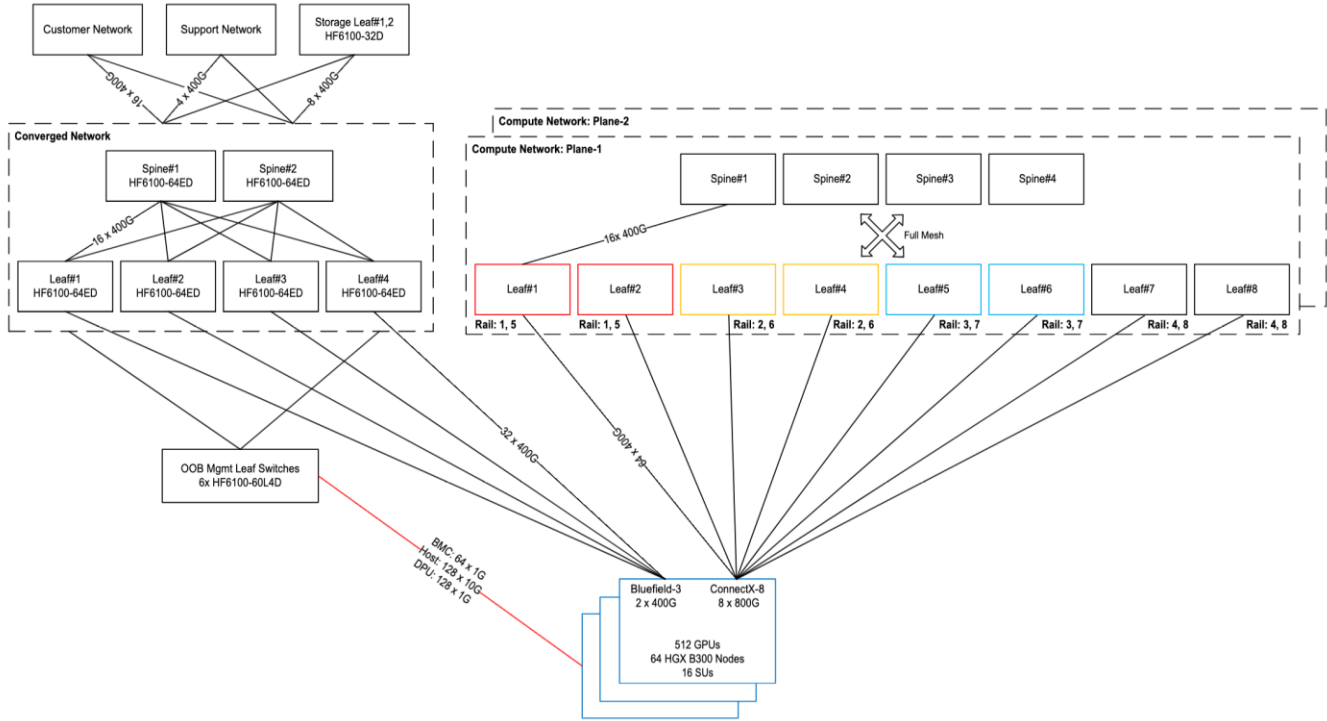 Customer Network
Support Network
Storage Leaf#1,2
HF6100-32D
16 x 400G
4 x 400G
8 x 400G
Converged Network
Spine#1
HF6100-64ED
Spine#2
HF6100-64ED
16 x 400G
Leaf#1
HF6100-64ED
Leaf#2
HF6100-64ED
Leaf#3
HF6100-64ED
Leaf#4
HF6100-64ED
Compute Network: Plane-2
Compute Network: Plane-1
Spine#1
Spine#2
Spine#3
Spine#4
16x 400G
Full Mesh
Leaf#1
Leaf#2
Leaf#3
Leaf#4
Leaf#5
Leaf#6
Leaf#7
Leaf#8
Rail: 1, 5
Rail: 1, 5
Rail: 2, 6
Rail: 2, 6
Rail: 3, 7
Rail: 3, 7
Rail: 4, 8
Rail: 4, 8
32 x 400G
64 x 400G
OOB Mgmt Leaf Switches
6x HF6100-60L4D
BMC: 64 x 1G
Host: 128 x 10G
DPU: 128 x 1G
Bluefield-3
2 x 400G
ConnectX-8
8 x 800G
512 GPUs
64 HGX B300 Nodes
16 SUs